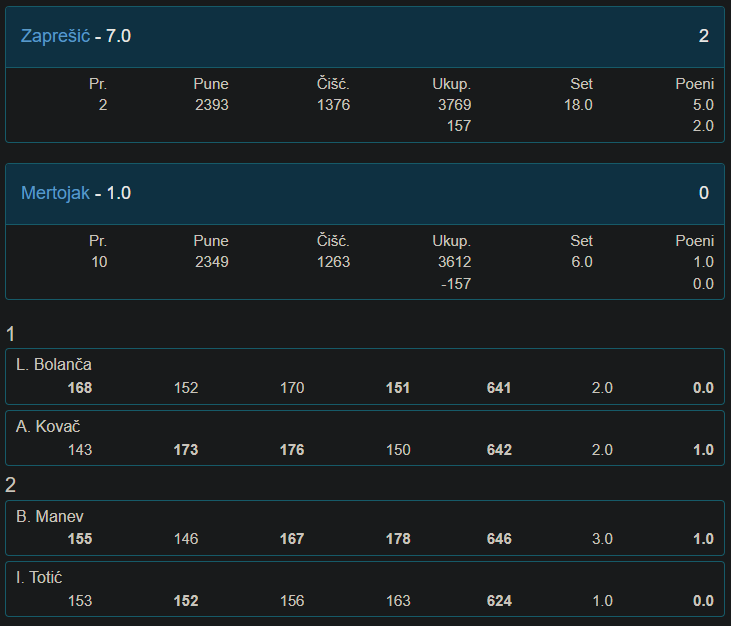 Zaprešić - 7.0 2
Pr. Pune Čišć. Ukup. Set Poeni
2 2393 1376 3769 18.0 5.0
157 2.0
Mertojak - 1.0 0
Pr. Pune Čišć. Ukup. Set Poeni
10 2349 1263 3612 6.0 1.0
-157 0.0
1
L. Bolanča
168 152 170 151 641 2.0 0.0
A. Kovač
143 173 176 150 642 2.0 1.0
2
B. Manev
155 146 167 178 646 3.0 1.0
I. Totić
153 152 156 163 624 1.0 0.0